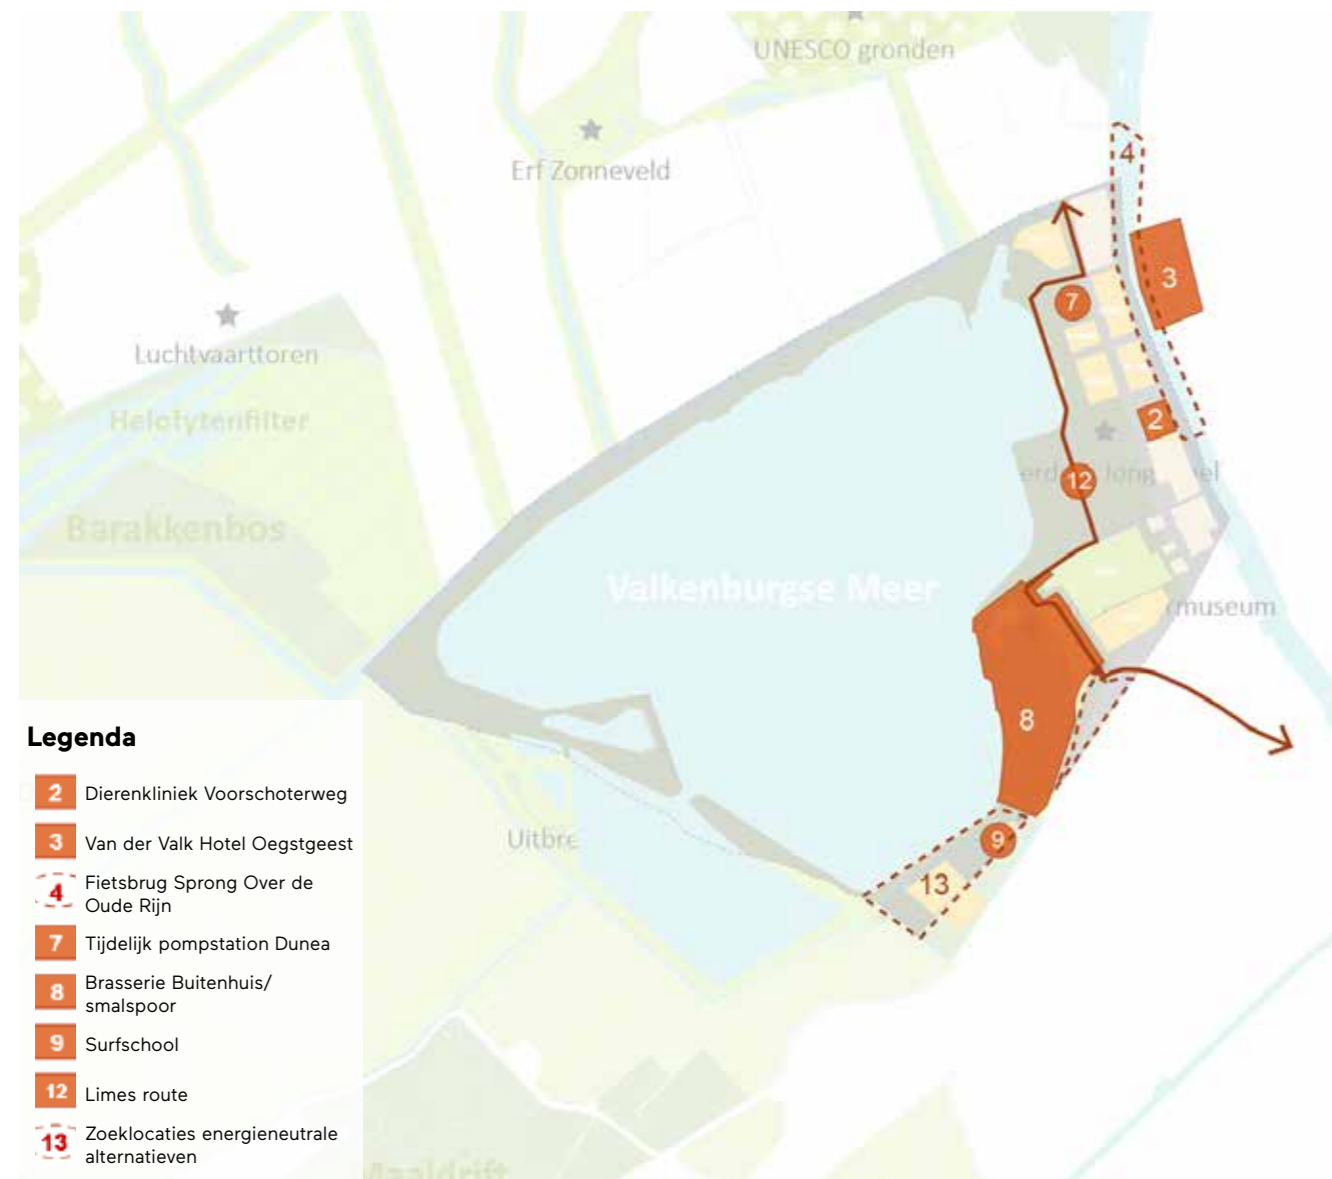 UNESCO gronden
4
Erf Zonneveld
3
7
Luchtvaarttoren
Helofytenfilter
2
12
Barakkenbos
Valkenburgse Meer
museum
8
9
13
Legenda
2 Dierenkliniek Voorschoterweg
3 Van der Valk Hotel Oegstgeest
4 Fietsbrug Sprong Over de
Oude Rijn
7 Tijdelijk pompstation Dunea
8 Brasserie Buitenhuis/
smalspoor
9 Surfschool
12 Limes route
13 Zoeklocaties energieneutrale
alternatieven
Maaldrift